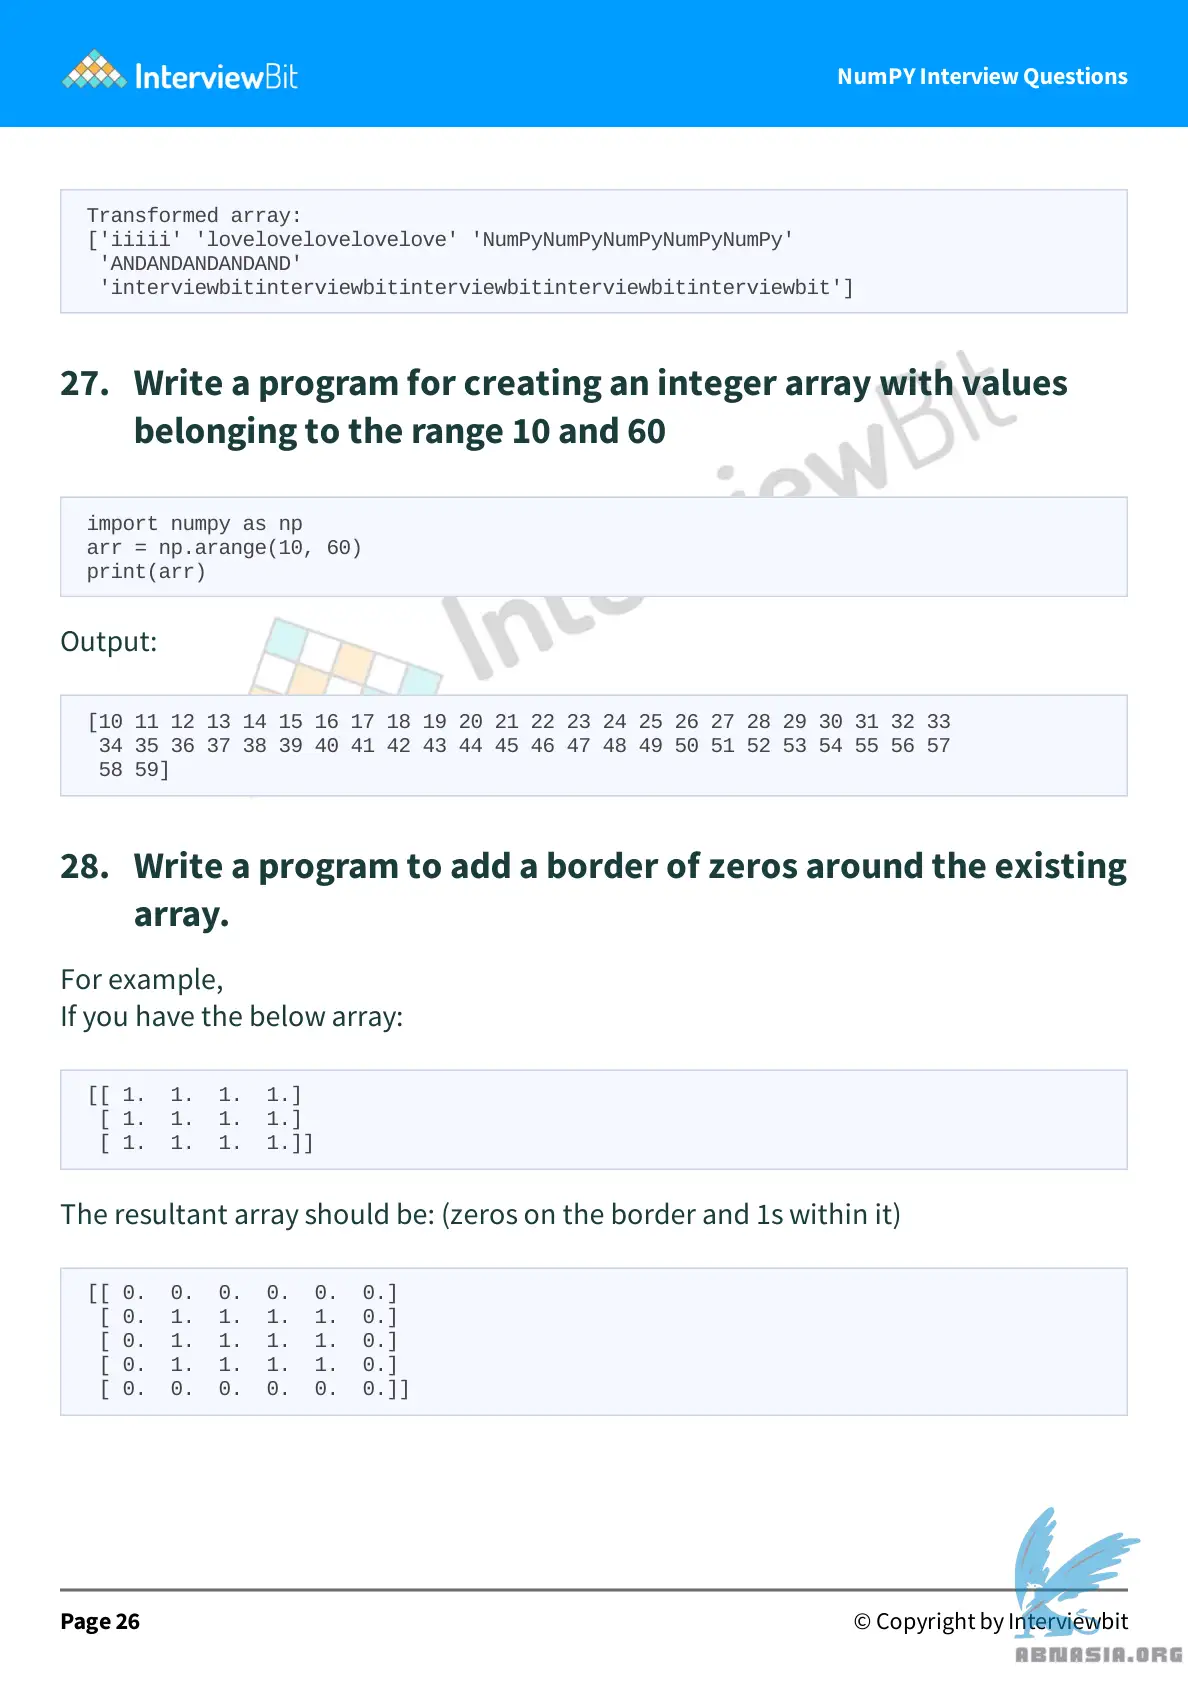 InterviewBit
NumPY Interview Questions
Transformed array:
['iiiii' 'lovelovelovelovelove' 'NumPyNumPyNumPyNumPyNumPy'
 'ANDANDANDANDAND'
 'interviewbitinterviewbitinterviewbitinterviewbitinterviewbit']
27. Write a program for creating an integer array with values
belonging to the range 10 and 60
InterviewBit
import numpy as np
arr = np.arange(10, 60)
print(arr)
Output:
[10 11 12 13 14 15 16 17 18 19 20 21 22 23 24 25 26 27 28 29 30 31 32 33
 34 35 36 37 38 39 40 41 42 43 44 45 46 47 48 49 50 51 52 53 54 55 56 57
 58 59]
28. Write a program to add a border of zeros around the existing
array.
For example,
If you have the below array:
[[ 1.  1.  1.  1.]
 [ 1.  1.  1.  1.]
 [ 1.  1.  1.  1.]]
The resultant array should be: (zeros on the border and 1s within it)
[[ 0.  0.  0.  0.  0.  0.]
 [ 0.  1.  1.  1.  1.  0.]
 [ 0.  1.  1.  1.  1.  0.]
 [ 0.  1.  1.  1.  1.  0.]
 [ 0.  0.  0.  0.  0.  0.]]
Page 26
© Copyright by Interviewbit
ABNASIA.ORG